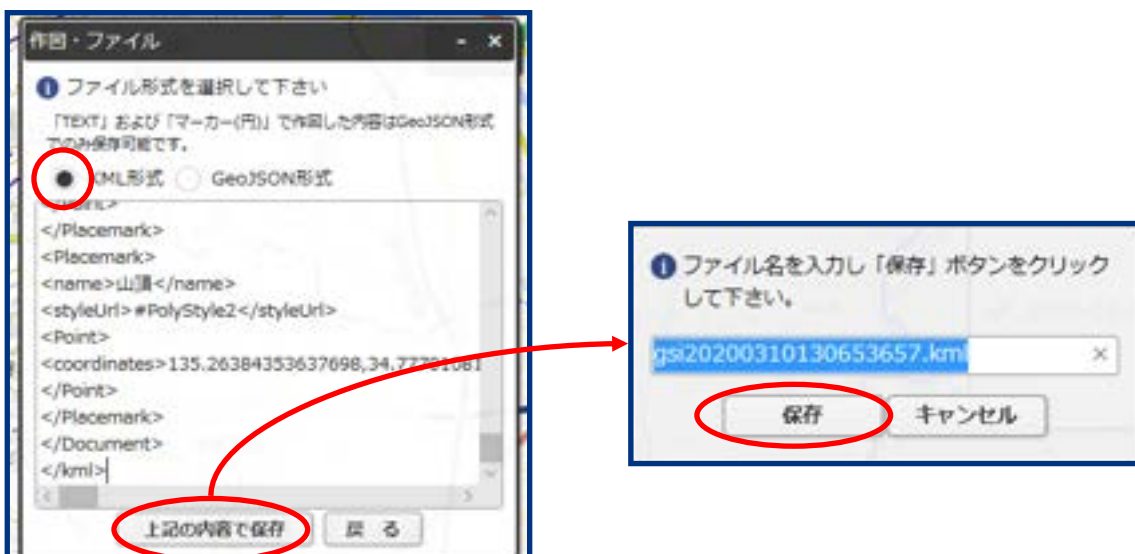 作図・ファイル
ファイル形式を選択して下さい
「TEXT」および「マーカー(円)」で作図した内容はGeoJSON形式
でのみ保存可能です。
KML形式 GeoJSON形式
</Point>
</Placemark>
<Placemark>
<name>山頂</name>
<styleUrl>#PolyStyle2</styleUrl>
<Point>
<coordinates>135.26384353637698,34.77701081
</Point>
</Placemark>
</Document>
</kml>
上記の内容で保存 戻 る
ファイル名を入力し「保存」ボタンをクリック
して下さい。
gsi20200310130653657.kml
保存 キャンセル